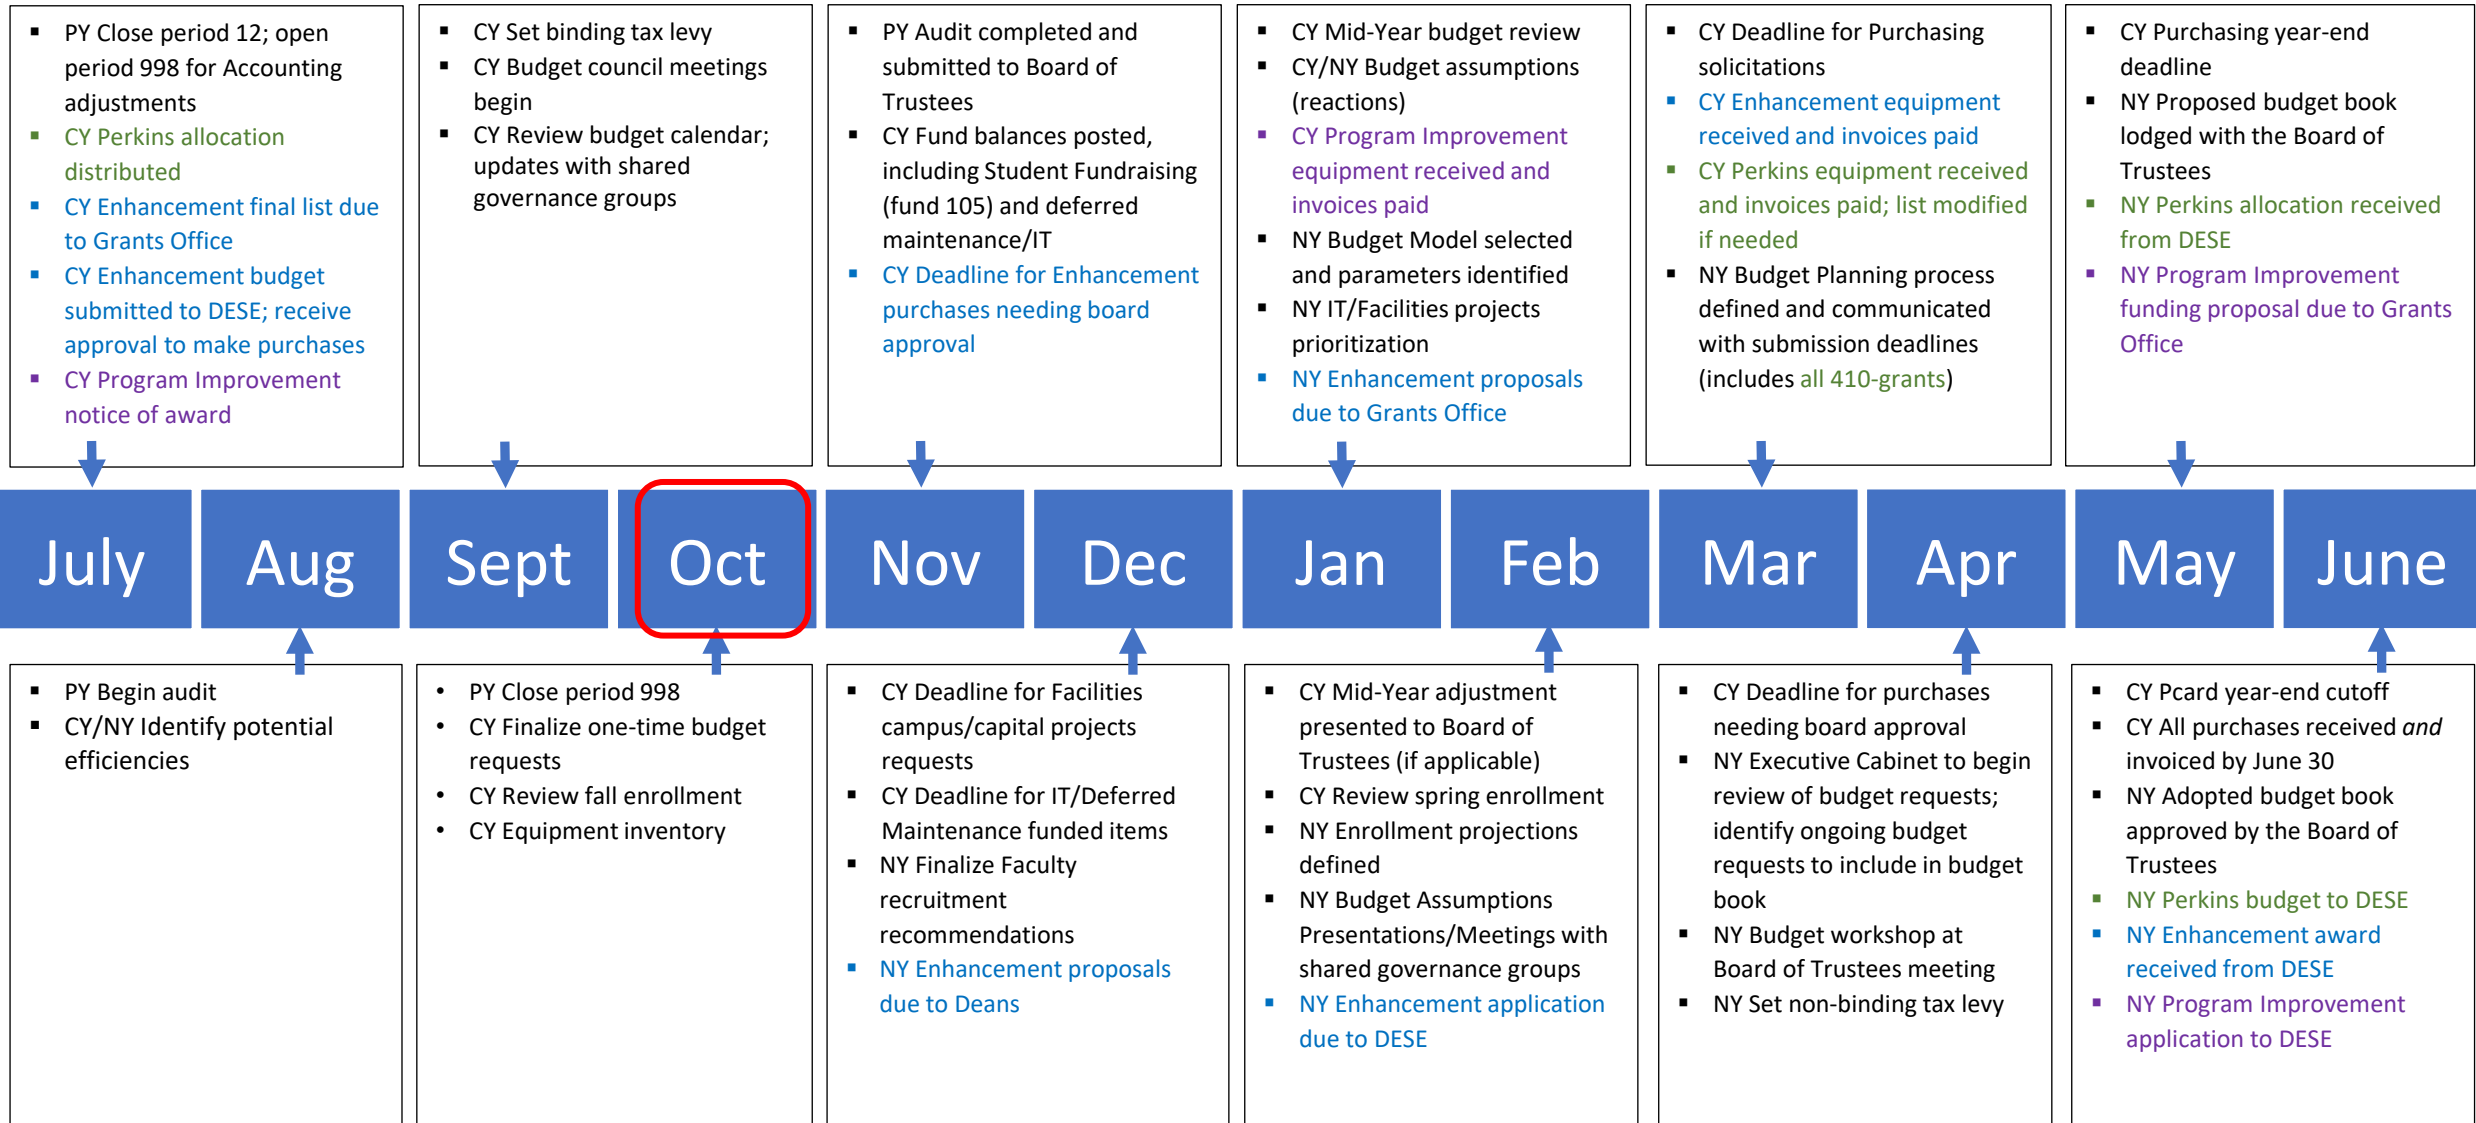 ▪ PY Close period 12; open
period 998 for Accounting
adjustments
▪ CY Perkins allocation
distributed
▪ CY Enhancement final list due
to Grants Office
▪ CY Enhancement budget
submitted to DESE; receive
approval to make purchases
▪ CY Program Improvement
notice of award
▪ CY Set binding tax levy
▪ CY Budget council meetings
begin
▪ CY Review budget calendar;
updates with shared
governance groups
▪ PY Audit completed and
submitted to Board of
Trustees
▪ CY Fund balances posted,
including Student Fundraising
(fund 105) and deferred
maintenance/IT
▪ CY Deadline for Enhancement
purchases needing board
approval
▪ CY Mid-Year budget review
▪ CY/NY Budget assumptions
(reactions)
▪ CY Program Improvement
equipment received and
invoices paid
▪ NY Budget Model selected
and parameters identified
▪ NY IT/Facilities projects
prioritization
▪ NY Enhancement proposals
due to Grants Office
▪ CY Deadline for Purchasing
solicitations
▪ CY Enhancement equipment
received and invoices paid
▪ CY Perkins equipment received
and invoices paid; list modified
if needed
▪ NY Budget Planning process
defined and communicated
with submission deadlines
(includes all 410-grants)
▪ CY Purchasing year-end
deadline
▪ NY Proposed budget book
lodged with the Board of
Trustees
▪ NY Perkins allocation received
from DESE
▪ NY Program Improvement
funding proposal due to Grants
Office
July
Aug
Sept
Oct
Nov
Dec
Jan
Feb
Mar
Apr
May
June
▪ PY Begin audit
▪ CY/NY Identify potential
efficiencies
• PY Close period 998
• CY Finalize one-time budget
requests
• CY Review fall enrollment
• CY Equipment inventory
▪ CY Deadline for Facilities
campus/capital projects
requests
▪ CY Deadline for IT/Deferred
Maintenance funded items
▪ NY Finalize Faculty
recruitment
recommendations
▪ NY Enhancement proposals
due to Deans
▪ CY Mid-Year adjustment
presented to Board of
Trustees (if applicable)
▪ CY Review spring enrollment
▪ NY Enrollment projections
defined
▪ NY Budget Assumptions
Presentations/Meetings with
shared governance groups
▪ NY Enhancement application
due to DESE
▪ CY Deadline for purchases
needing board approval
▪ NY Executive Cabinet to begin
review of budget requests;
identify ongoing budget
requests to include in budget
book
▪ NY Budget workshop at
Board of Trustees meeting
▪ NY Set non-binding tax levy
▪ CY Pcard year-end cutoff
▪ CY All purchases received and
invoiced by June 30
▪ NY Adopted budget book
approved by the Board of
Trustees
▪ NY Perkins budget to DESE
▪ NY Enhancement award
received from DESE
▪ NY Program Improvement
application to DESE